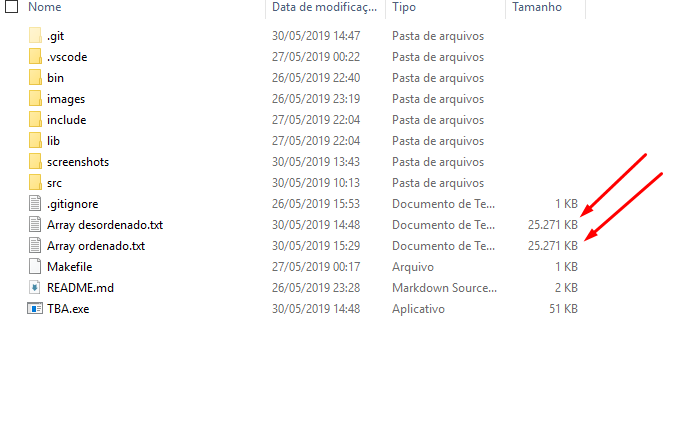 Nome Data de modificaç... Tipo Tamanho
.git 30/05/2019 14:47 Pasta de arquivos
.vscode 27/05/2019 00:22 Pasta de arquivos
bin 26/05/2019 22:40 Pasta de arquivos
images 26/05/2019 23:19 Pasta de arquivos
include 27/05/2019 22:04 Pasta de arquivos
lib 27/05/2019 22:04 Pasta de arquivos
screenshots 30/05/2019 13:43 Pasta de arquivos
src 30/05/2019 10:13 Pasta de arquivos
.gitignore 26/05/2019 15:53 Documento de Te... 1 KB
Array desordenado.txt 30/05/2019 14:48 Documento de Te... 25.271 KB
Array ordenado.txt 30/05/2019 15:29 Documento de Te... 25.271 KB
Makefile 27/05/2019 00:17 Arquivo 1 KB
README.md 26/05/2019 23:28 Markdown Source... 2 KB
TBA.exe 30/05/2019 14:48 Aplicativo 51 KB